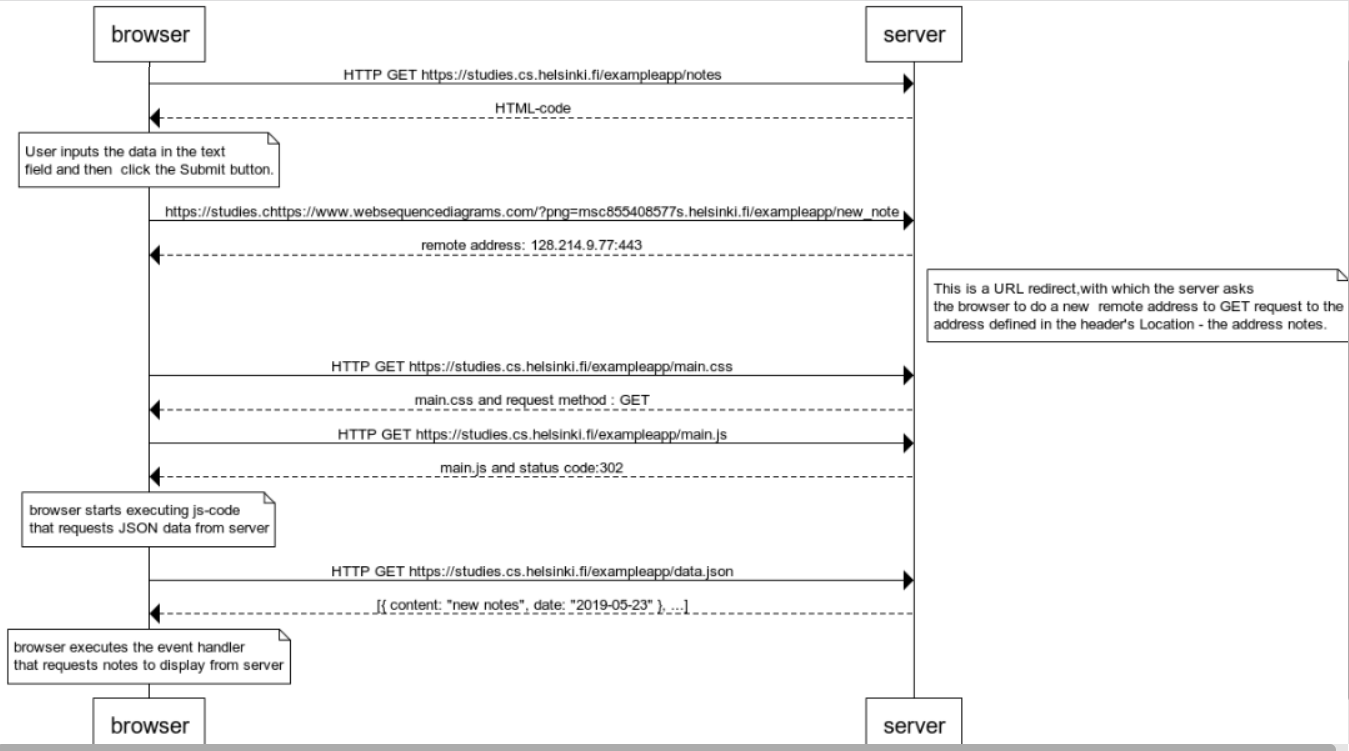 browser
server
HTTP GET https://studies.cs.helsinki.fi/exampleapp/notes
HTML-code
User inputs the data in the text
field and then  click the Submit button.
https://studies.chttps://www.websequencediagrams.com/?png=msc855408577s.helsinki.fi/exampleapp/new_note
remote address: 128.214.9.77:443
This is a URL redirect,with which the server asks
the browser to do a new  remote address to GET request to the
address defined in the header's Location - the address notes.
HTTP GET https://studies.cs.helsinki.fi/exampleapp/main.css
main.css and request method : GET
HTTP GET https://studies.cs.helsinki.fi/exampleapp/main.js
main.js and status code:302
browser starts executing js-code
that requests JSON data from server
HTTP GET https://studies.cs.helsinki.fi/exampleapp/data.json
[{ content: "new notes", date: "2019-05-23" }, ...]
browser executes the event handler
that requests notes to display from server
browser
server